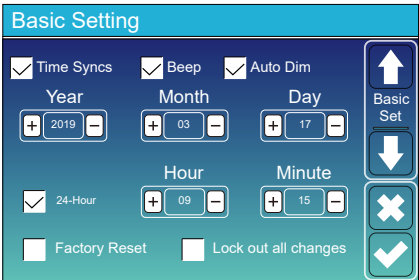 Basic Setting
Time Syncs Beep Auto Dim
Year Month Day
+ 2019 − + 03 − + 17 −
Basic
Set
Hour Minute
24-Hour + 09 − + 15 −
Factory Reset Lock out all changes